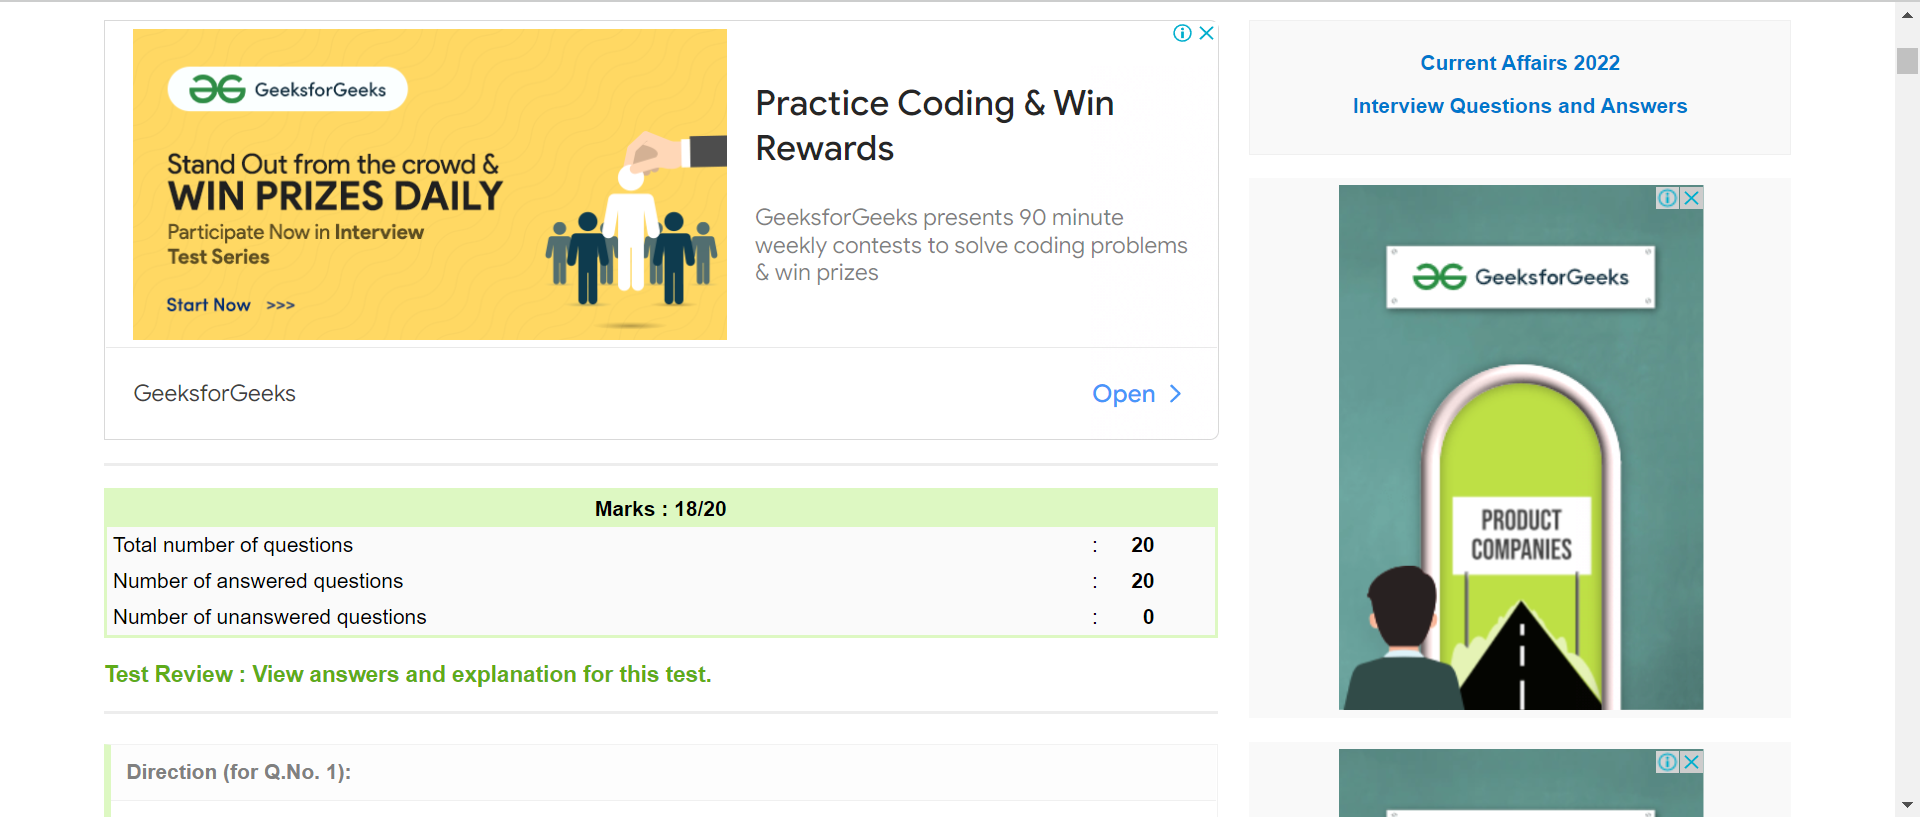 GeeksforGeeks
Stand Out from the crowd &
WIN PRIZES DAILY
Participate Now in Interview
Test Series
Start Now >>>
Practice Coding & Win
Rewards
GeeksforGeeks presents 90 minute
weekly contests to solve coding problems
& win prizes
GeeksforGeeks
Open >
Marks : 18/20
Total number of questions : 20
Number of answered questions : 20
Number of unanswered questions : 0
Test Review : View answers and explanation for this test.
Direction (for Q.No. 1):
Current Affairs 2022
Interview Questions and Answers
GeeksforGeeks
PRODUCT
COMPANIES